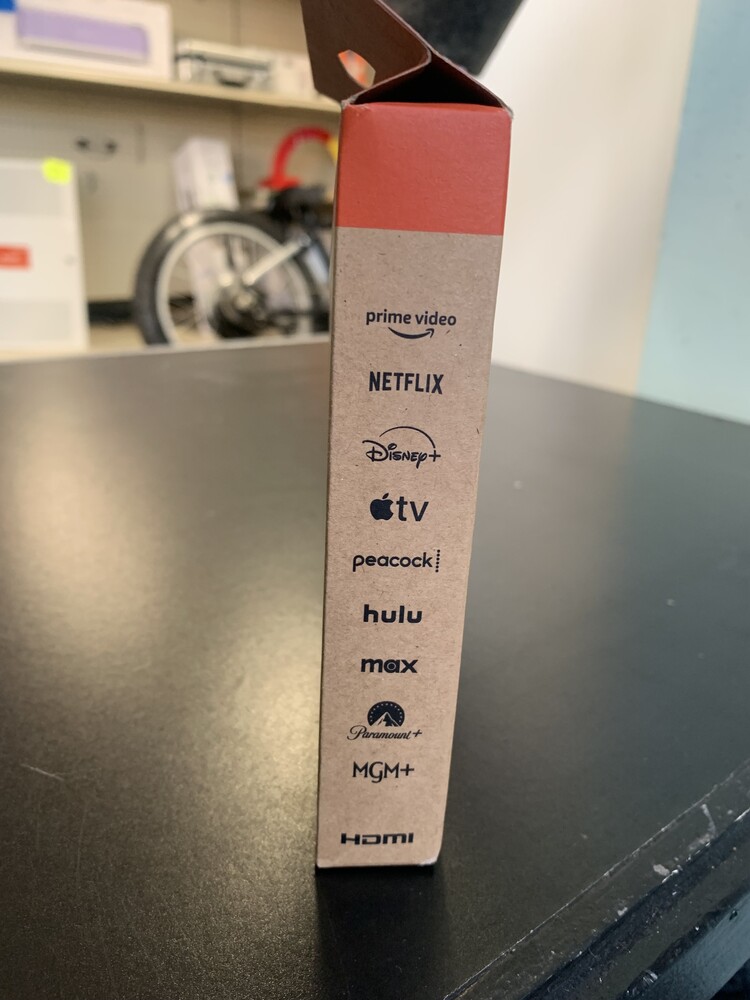 prime video
NETFLIX
Disney+
tv
peacock
hulu
max
Paramount+
MGM+
HDMI